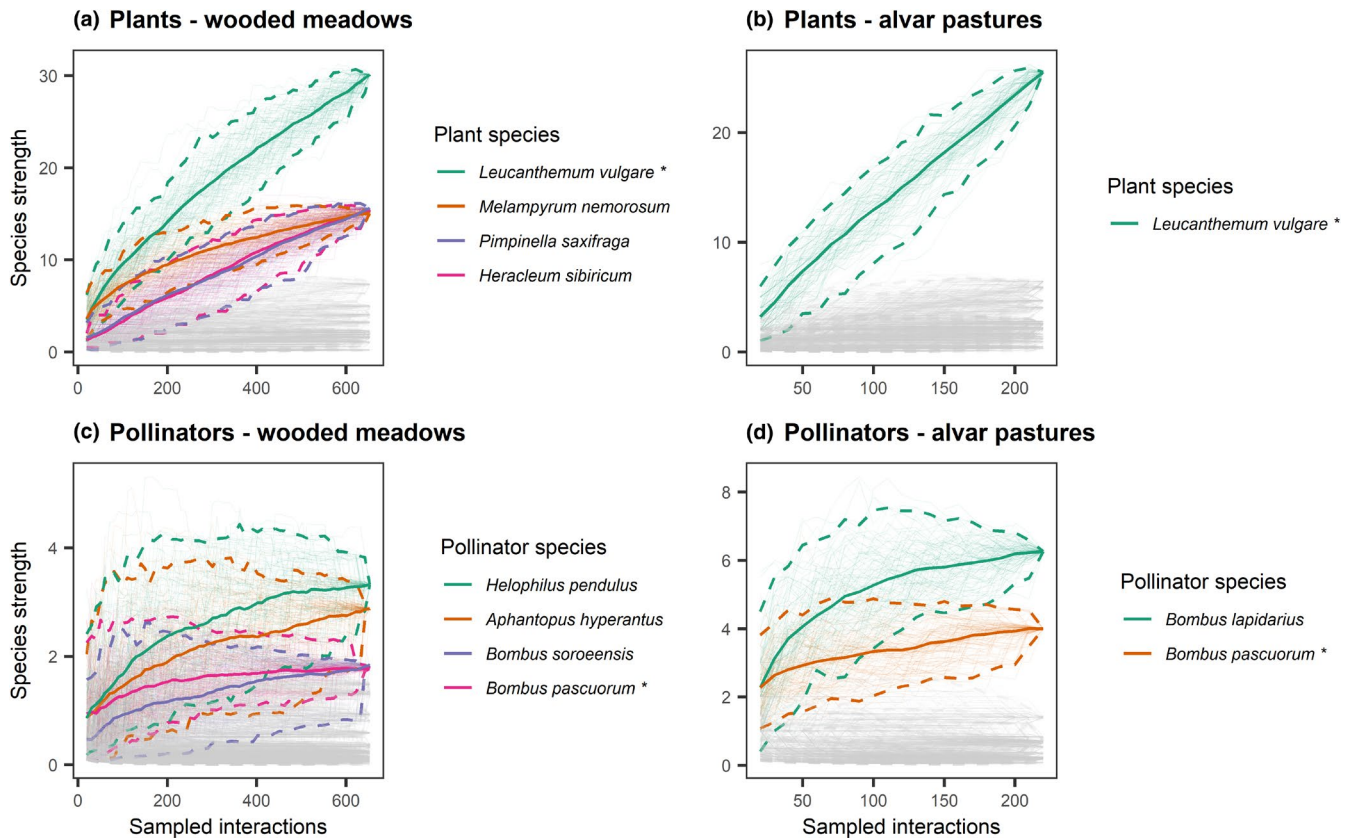 (a) Plants - wooded meadows
30
20
10
0
0
200
400
600
Species strength
Plant species
Leucanthemum vulgare *
Melampyrum nemorosum
Pimpinella saxifraga
Heracleum sibiricum
(b) Plants - alvar pastures
20
10
0
50
100
150
200
Plant species
Leucanthemum vulgare *
(c) Pollinators - wooded meadows
4
2
0
0
200
400
600
Species strength
Sampled interactions
Pollinator species
Helophilus pendulus
Aphantopus hyperantus
Bombus soroeensis
Bombus pascuorum *
(d) Pollinators - alvar pastures
8
6
4
2
0
50
100
150
200
Sampled interactions
Pollinator species
Bombus lapidarius
Bombus pascuorum *